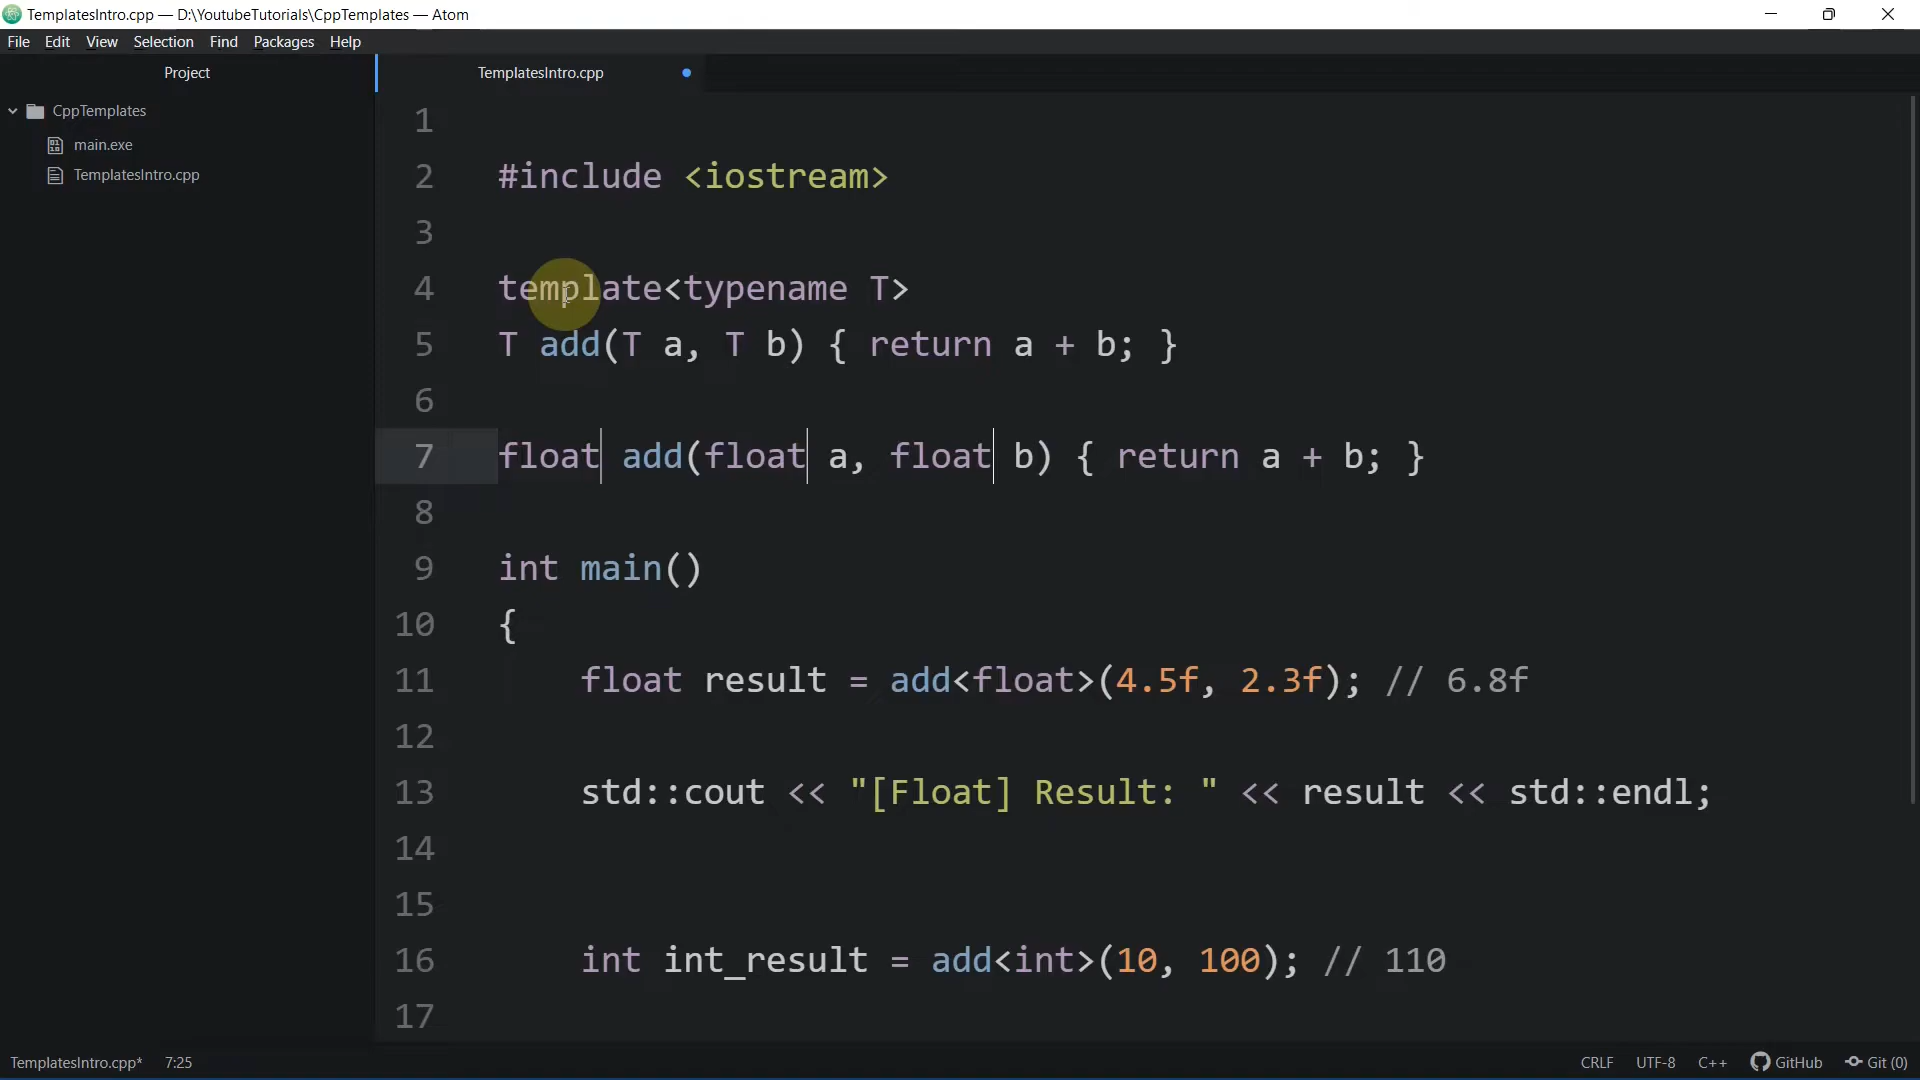 TemplatesIntro.cpp — D:\YoutubeTutorials\CppTemplates — Atom
File Edit View Selection Find Packages Help
Project
TemplatesIntro.cpp
CppTemplates
main.exe
TemplatesIntro.cpp
1
2 #include <iostream>
3
4 template<typename T>
5 T add(T a, T b) { return a + b; }
6
7 float add(float a, float b) { return a + b; }
8
9 int main()
10 {
11 float result = add<float>(4.5f, 2.3f); // 6.8f
12
13 std::cout << "[Float] Result: " << result << std::endl;
14
15
16 int int_result = add<int>(10, 100); // 110
17
TemplatesIntro.cpp* 7:25 CRLF UTF-8 C++ GitHub Git (0)